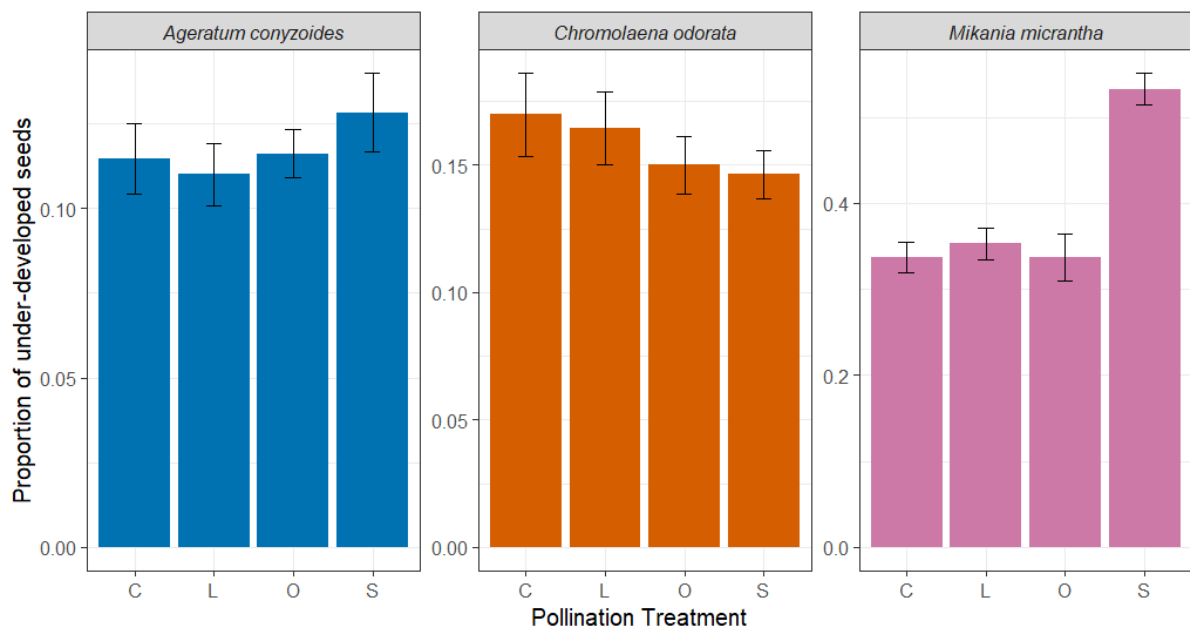 Ageratum conyzoides
Chromolaena odorata
Mikania micrantha
Proportion of under-developed seeds
0.10
0.05
0.00
0.15
0.10
0.05
0.00
0.4
0.2
0.0
C L O S
C L O S
C L O S
Pollination Treatment